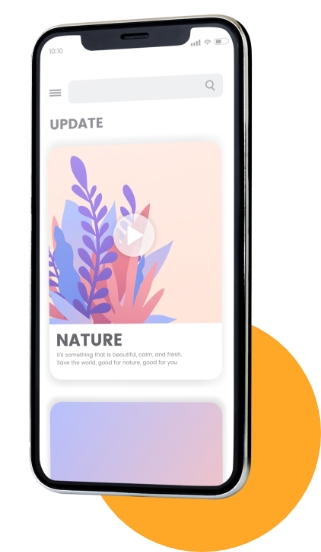 10:10
UPDATE
NATURE
It's something that is beautiful, calm, and fresh.
Save the world, good for nature, good for you